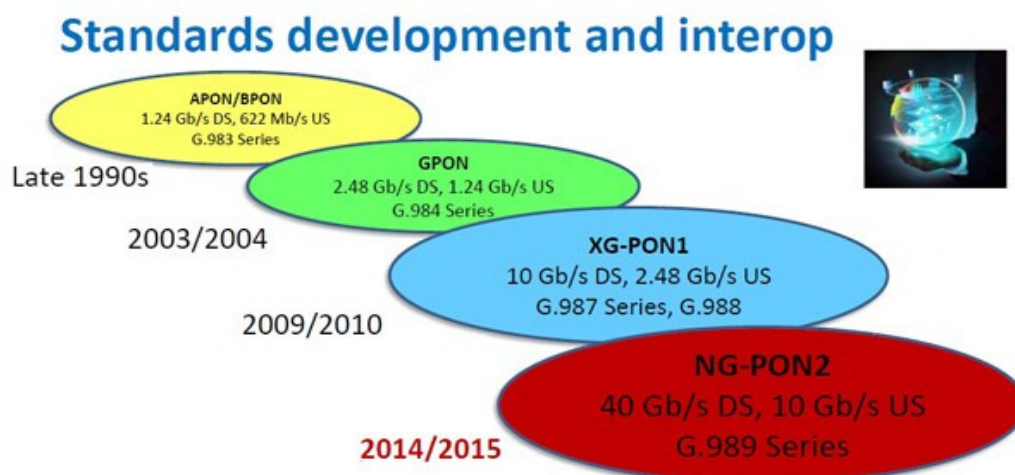 Standards development and interop
APON/BPON
1.24 Gb/s DS, 622 Mb/s US
G.983 Series
Late 1990s
GPON
2.48 Gb/s DS, 1.24 Gb/s US
G.984 Series
2003/2004
XG-PON1
10 Gb/s DS, 2.48 Gb/s US
G.987 Series, G.988
2009/2010
NG-PON2
40 Gb/s DS, 10 Gb/s US
G.989 Series
2014/2015